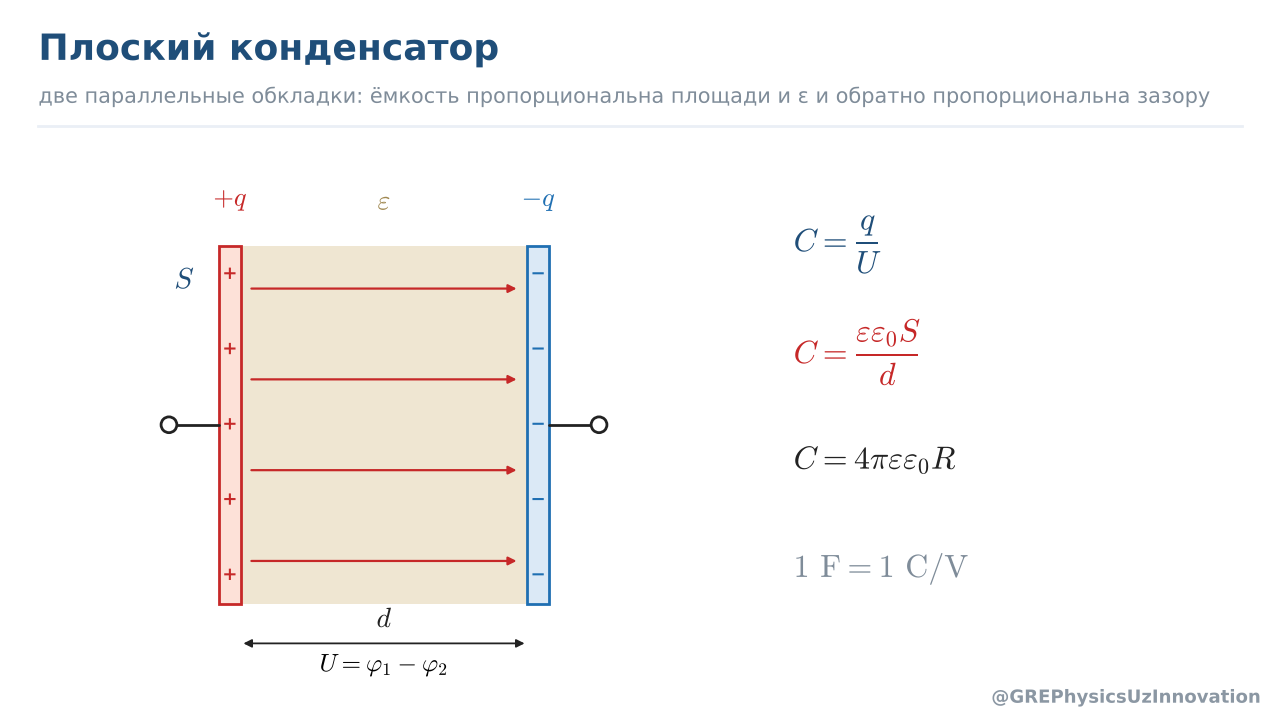 Плоский конденсатор
две параллельные обкладки: ёмкость пропорциональна площади и ε и обратно пропорциональна зазору
+q ε −q
S
+ −
+ −
+ −
+ −
+ −
d
U = φ₁ − φ₂
C = q/U
C = εε₀S/d
C = 4πεε₀R
1 F = 1 C/V
@GREPhysicsUzInnovation